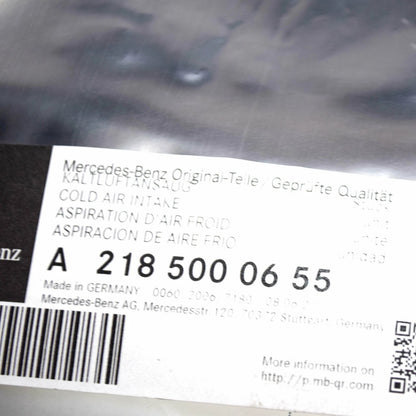 Mercedes-Benz Original-Teile/Geprüfte Qualität
KALTLUFTANSAUG
COLD AIR INTAKE
ASPIRATION D'AIR FROID
ASPIRACION DE AIRE FRIO
nz
A 218 500 06 55
Made in GERMANY
Mercedes-Benz AG, Mercedesstr.120, 70372 Stuttgart, Germany
More information on
http://p.mb-qr.com/